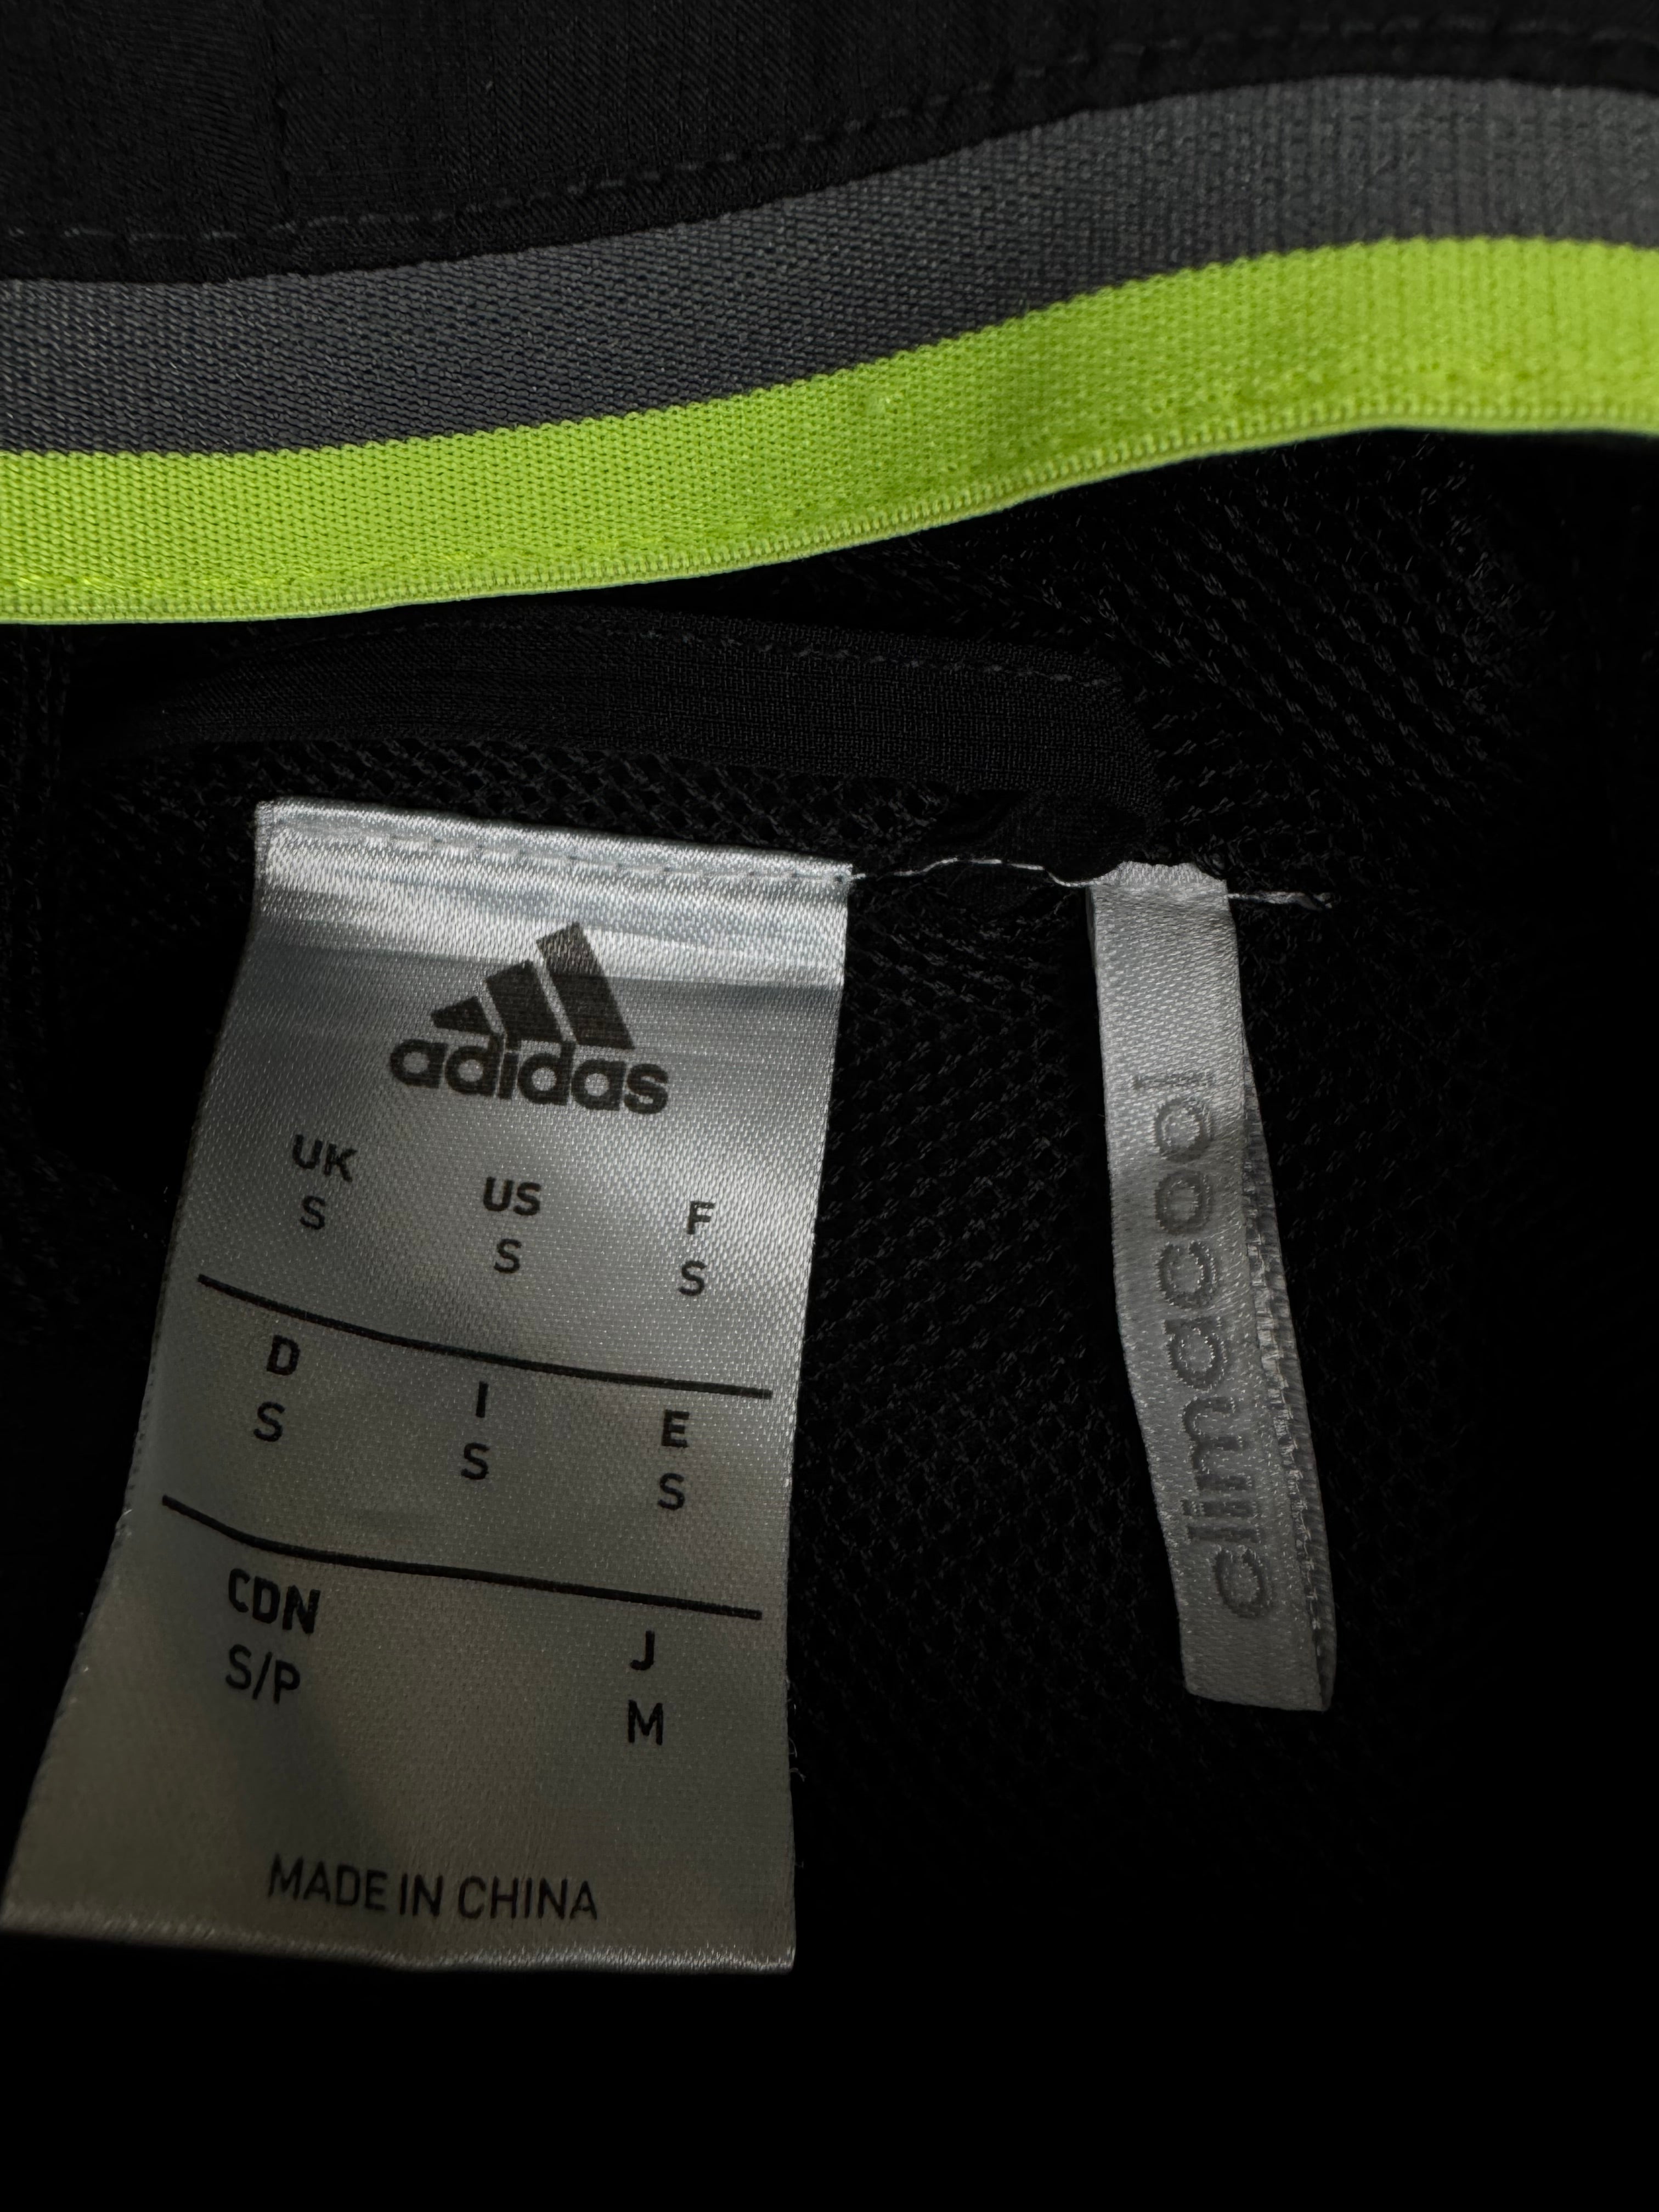 adidas
UK US F
S S S
D I E
S S S
CDN J
S/P M
MADE IN CHINA
climacool